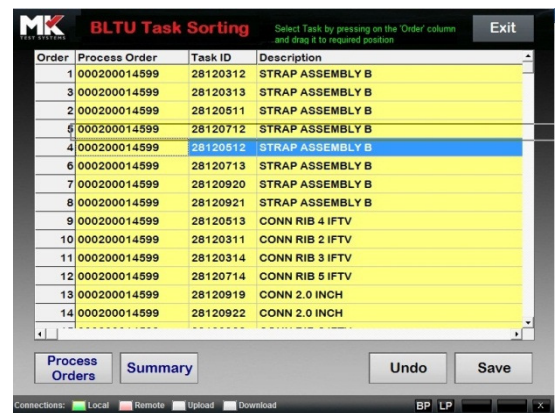 MK
TEST SYSTEMS
BLTU Task Sorting
Select Task by pressing on the 'Order' column
and drag it to required position
Exit
Order Process Order Task ID Description
1 000200014599 28120312 STRAP ASSEMBLY B
3 000200014599 28120313 STRAP ASSEMBLY B
2 000200014599 28120511 STRAP ASSEMBLY B
5 000200014599 28120712 STRAP ASSEMBLY B
4 000200014599 28120512 STRAP ASSEMBLY B
6 000200014599 28120713 STRAP ASSEMBLY B
7 000200014599 28120920 STRAP ASSEMBLY B
8 000200014599 28120921 STRAP ASSEMBLY B
9 000200014599 28120513 CONN RIB 4 IFTV
10 000200014599 28120311 CONN RIB 2 IFTV
11 000200014599 28120314 CONN RIB 3 IFTV
12 000200014599 28120714 CONN RIB 5 IFTV
13 000200014599 28120919 CONN 2.0 INCH
14 000200014599 28120922 CONN 2.0 INCH
Process
Orders
Summary
Undo
Save
Connections: Local Remote Upload Download BP LP X